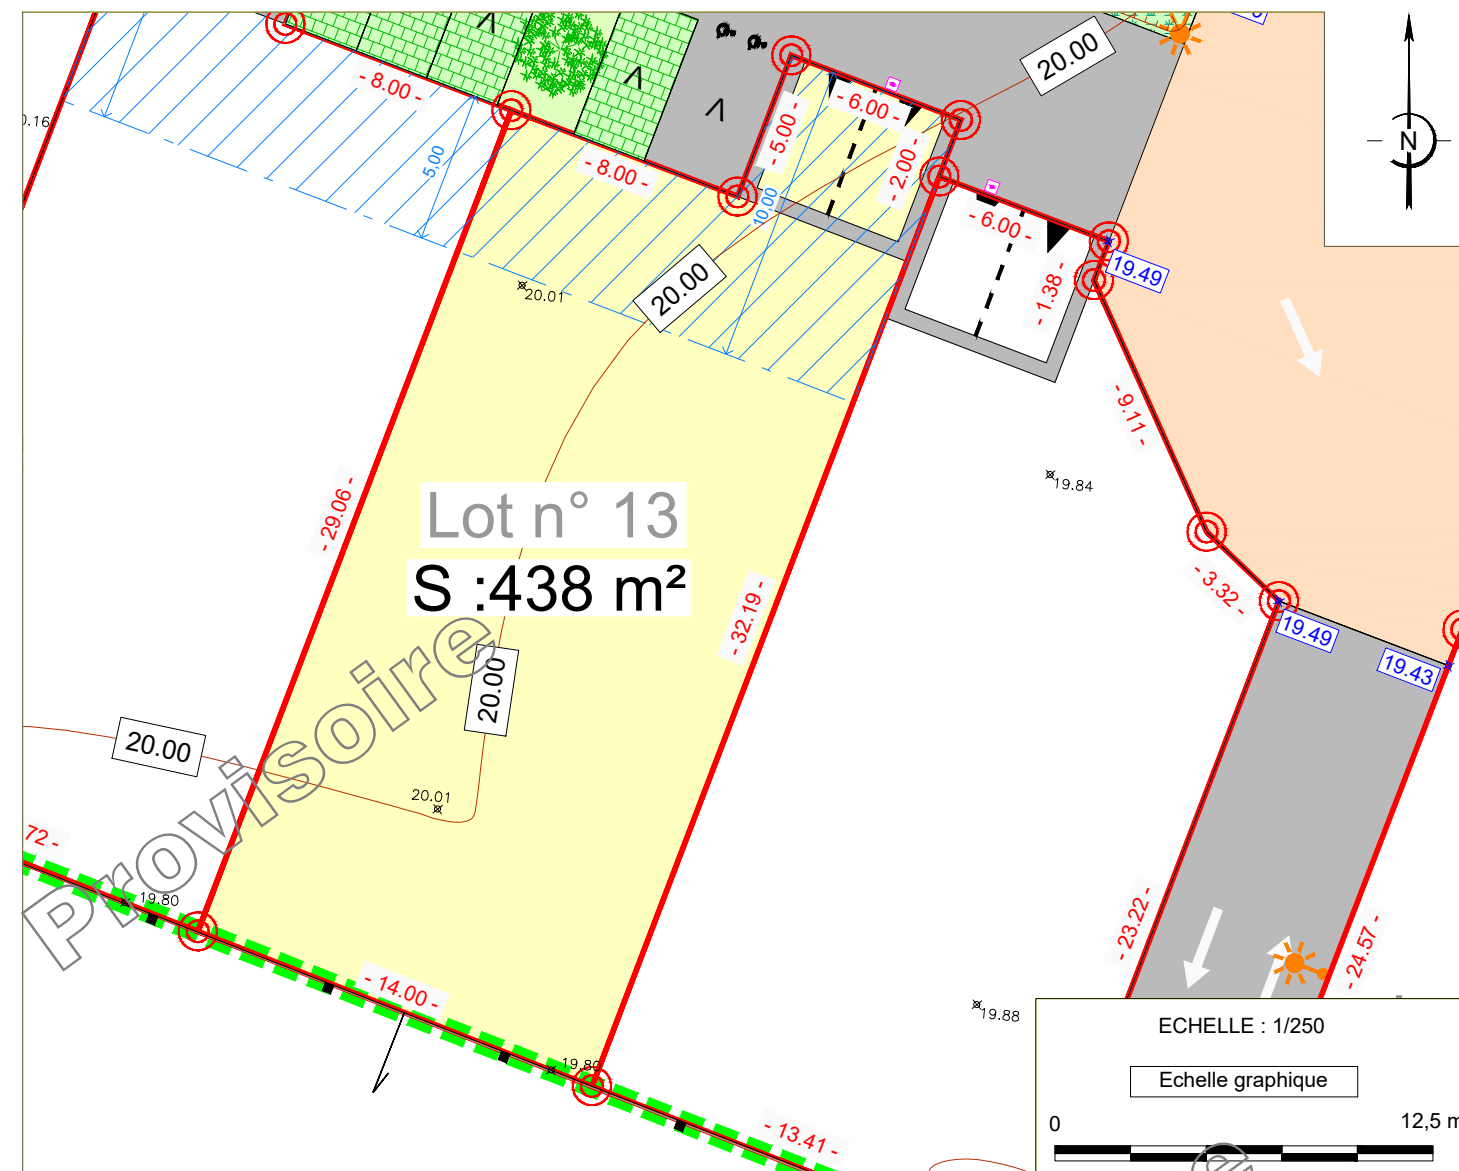 20.00
N
0.16
- 8.00 -
5,00
- 8.00 -
- 5.00 -
- 6.00 -
- 2.00 -
10,00
- 6.00 -
- 1.38 -
19.49
20.00
20.01
- 9.11 -
19.84
- 29.06 -
Lot n° 13
S :438 m²
- 32.19 -
- 3.32 -
19.49
19.43
20.00
20.00
20.01
Provisoire
72 -
19.80
- 14.00 -
19.80
- 23.22 -
- 24.57 -
19.88
- 13.41 -
ECHELLE : 1/250
Echelle graphique
0
12,5 m